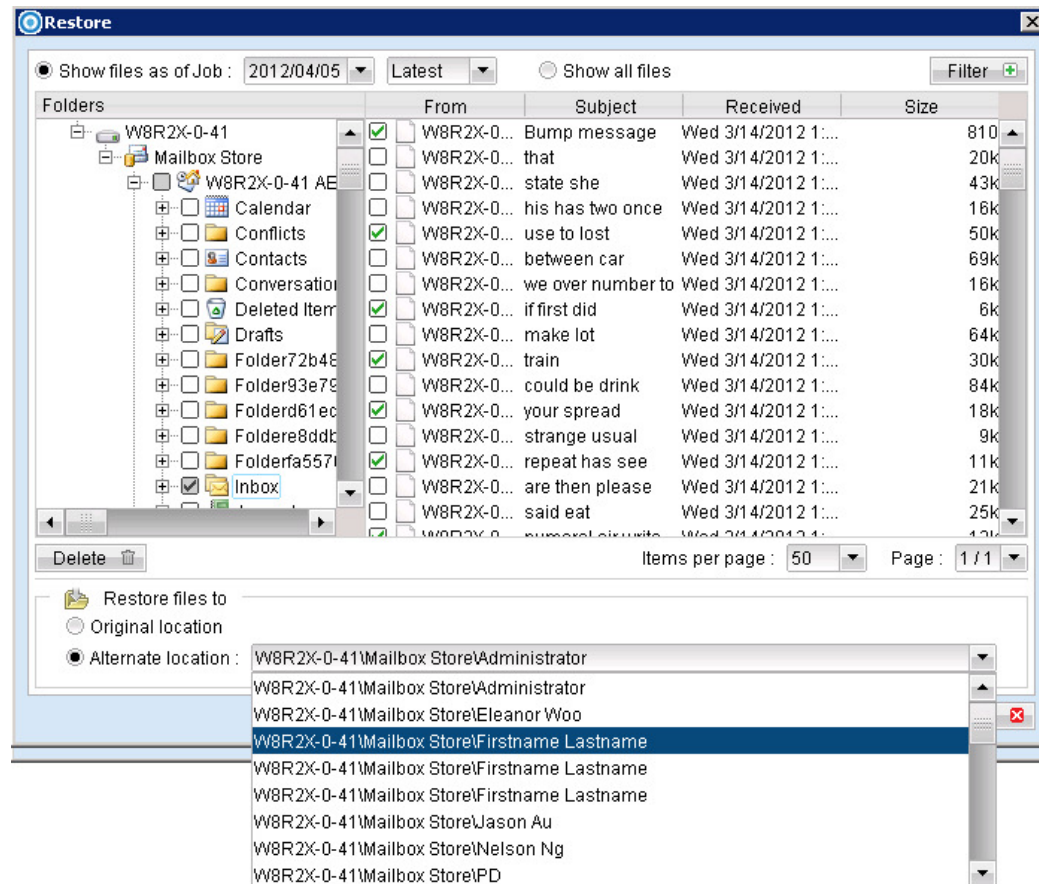 Restore
Show files as of Job : 2012/04/05 Latest Show all files Filter
Folders From Subject Received Size
W8R2X-0-41
Mailbox Store
W8R2X-0-41 AE
Calendar
Conflicts
Contacts
Conversation
Deleted Item
Drafts
Folder72b48
Folder93e79
Folderd61ec
Foldere8ddb
Folderfa557
Inbox
W8R2X-0... Bump message Wed 3/14/2012 1:... 810
W8R2X-0... that Wed 3/14/2012 1:... 20k
W8R2X-0... state she Wed 3/14/2012 1:... 43k
W8R2X-0... his has two once Wed 3/14/2012 1:... 16k
W8R2X-0... use to lost Wed 3/14/2012 1:... 50k
W8R2X-0... between car Wed 3/14/2012 1:... 69k
W8R2X-0... we over number to Wed 3/14/2012 1:... 16k
W8R2X-0... if first did Wed 3/14/2012 1:... 6k
W8R2X-0... make lot Wed 3/14/2012 1:... 64k
W8R2X-0... train Wed 3/14/2012 1:... 30k
W8R2X-0... could be drink Wed 3/14/2012 1:... 84k
W8R2X-0... your spread Wed 3/14/2012 1:... 18k
W8R2X-0... strange usual Wed 3/14/2012 1:... 9k
W8R2X-0... repeat has see Wed 3/14/2012 1:... 11k
W8R2X-0... are then please Wed 3/14/2012 1:... 21k
W8R2X-0... said eat Wed 3/14/2012 1:... 25k
Delete Items per page : 50 Page : 1 / 1
Restore files to
Original location
Alternate location : W8R2X-0-41\Mailbox Store\Administrator
W8R2X-0-41\Mailbox Store\Administrator
W8R2X-0-41\Mailbox Store\Eleanor Woo
W8R2X-0-41\Mailbox Store\Firstname Lastname
W8R2X-0-41\Mailbox Store\Firstname Lastname
W8R2X-0-41\Mailbox Store\Firstname Lastname
W8R2X-0-41\Mailbox Store\Jason Au
W8R2X-0-41\Mailbox Store\Nelson Ng
W8R2X-0-41\Mailbox Store\PD